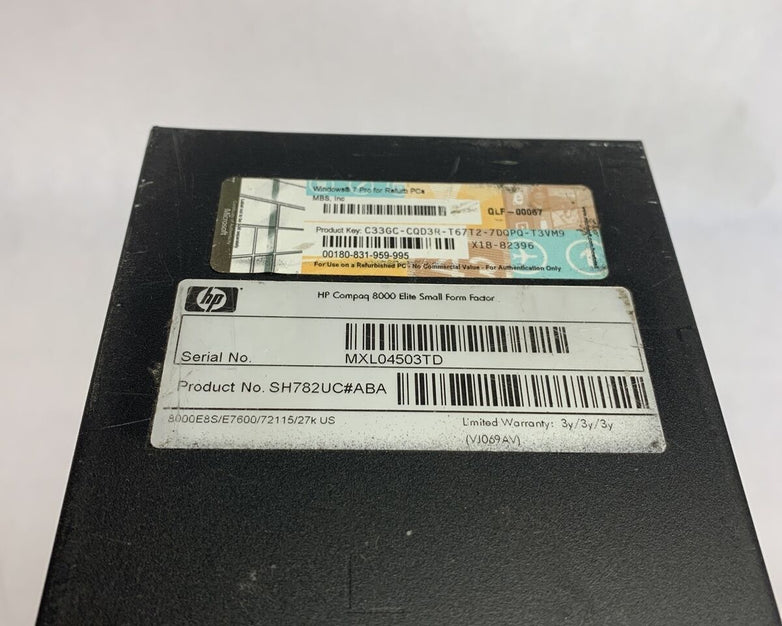 Windows® 7 Pro for Refurb PCs
MBS, Inc
QLF-00067
Product Key: C33GC-CQD3R-T67T2-7DQPQ-T3VM9
X18-82396
00180-831-959-995
For Use on a Refurbished PC - No Commercial Value - For Authentication Only
Microsoft
hp
HP Compaq 8000 Elite Small Form Factor
Serial No. MXL04503TD
Product No. SH782UC#ABA
8000E8S/E7600/72115/27k US
Limited Warranty: 3y/3y/3y
(VJ069AV)